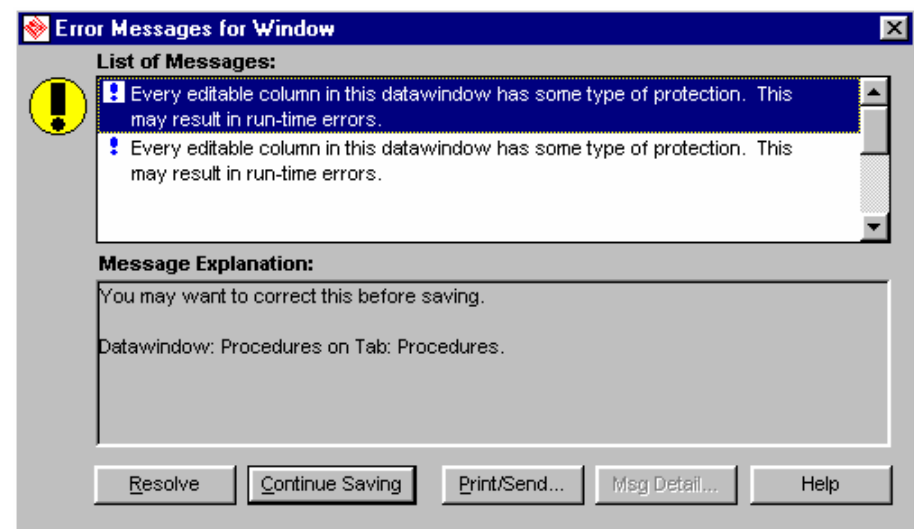 Error Messages for Window
List of Messages:
Every editable column in this datawindow has some type of protection. This
may result in run-time errors.
Every editable column in this datawindow has some type of protection. This
may result in run-time errors.
Message Explanation:
You may want to correct this before saving.
Datawindow: Procedures on Tab: Procedures.
Resolve Continue Saving Print/Send... Msg Detail... Help